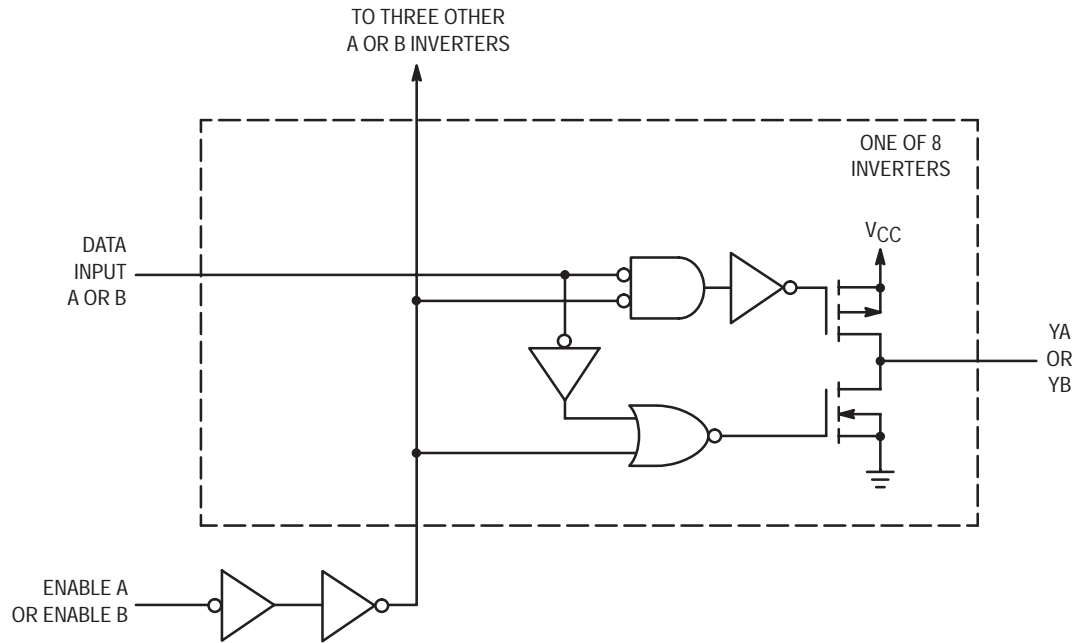 TO THREE OTHER
A OR B INVERTERS
ONE OF 8
INVERTERS
DATA
INPUT
A OR B
VCC
YA
OR
YB
ENABLE A
OR ENABLE B